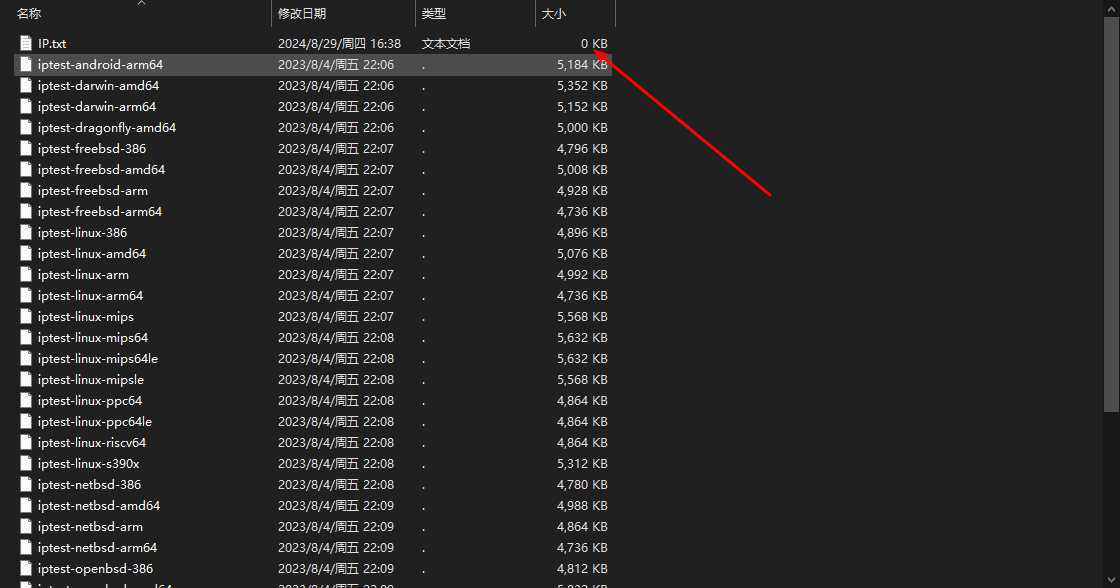 名称 修改日期 类型 大小
IP.txt 2024/8/29/周四 16:38 文本文档 0 KB
iptest-android-arm64 2023/8/4/周五 22:06 . 5,184 KB
iptest-darwin-amd64 2023/8/4/周五 22:06 . 5,352 KB
iptest-darwin-arm64 2023/8/4/周五 22:06 . 5,152 KB
iptest-dragonfly-amd64 2023/8/4/周五 22:06 . 5,000 KB
iptest-freebsd-386 2023/8/4/周五 22:07 . 4,796 KB
iptest-freebsd-amd64 2023/8/4/周五 22:07 . 5,008 KB
iptest-freebsd-arm 2023/8/4/周五 22:07 . 4,928 KB
iptest-freebsd-arm64 2023/8/4/周五 22:07 . 4,736 KB
iptest-linux-386 2023/8/4/周五 22:07 . 4,896 KB
iptest-linux-amd64 2023/8/4/周五 22:07 . 5,076 KB
iptest-linux-arm 2023/8/4/周五 22:07 . 4,992 KB
iptest-linux-arm64 2023/8/4/周五 22:07 . 4,736 KB
iptest-linux-mips 2023/8/4/周五 22:07 . 5,568 KB
iptest-linux-mips64 2023/8/4/周五 22:08 . 5,632 KB
iptest-linux-mips64le 2023/8/4/周五 22:08 . 5,632 KB
iptest-linux-mipsle 2023/8/4/周五 22:08 . 5,568 KB
iptest-linux-ppc64 2023/8/4/周五 22:08 . 4,864 KB
iptest-linux-ppc64le 2023/8/4/周五 22:08 . 4,864 KB
iptest-linux-riscv64 2023/8/4/周五 22:08 . 4,864 KB
iptest-linux-s390x 2023/8/4/周五 22:08 . 5,312 KB
iptest-netbsd-386 2023/8/4/周五 22:08 . 4,780 KB
iptest-netbsd-amd64 2023/8/4/周五 22:09 . 4,988 KB
iptest-netbsd-arm 2023/8/4/周五 22:09 . 4,864 KB
iptest-netbsd-arm64 2023/8/4/周五 22:09 . 4,736 KB
iptest-openbsd-386 2023/8/4/周五 22:09 . 4,812 KB